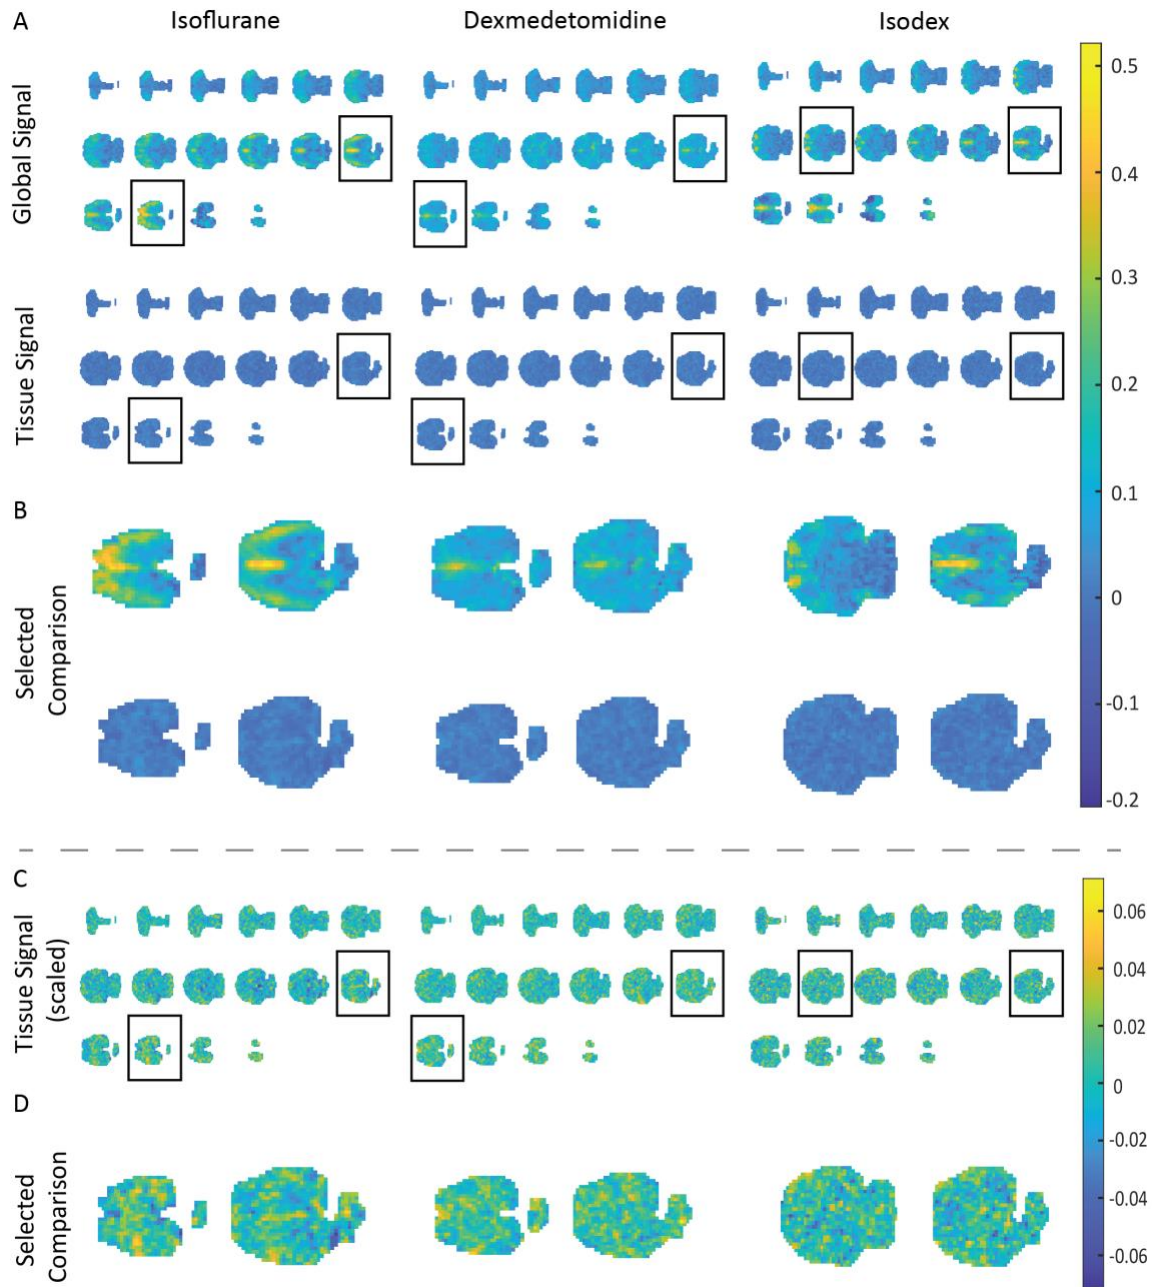 A
Isoflurane
Dexmedetomidine
Isodex
Global Signal
0.5
0.4
0.3
0.2
0.1
0
-0.1
-0.2
Tissue Signal
B
Selected
Comparison
C
Tissue Signal
(scaled)
0.06
0.04
0.02
0
-0.02
-0.04
-0.06
D
Selected
Comparison